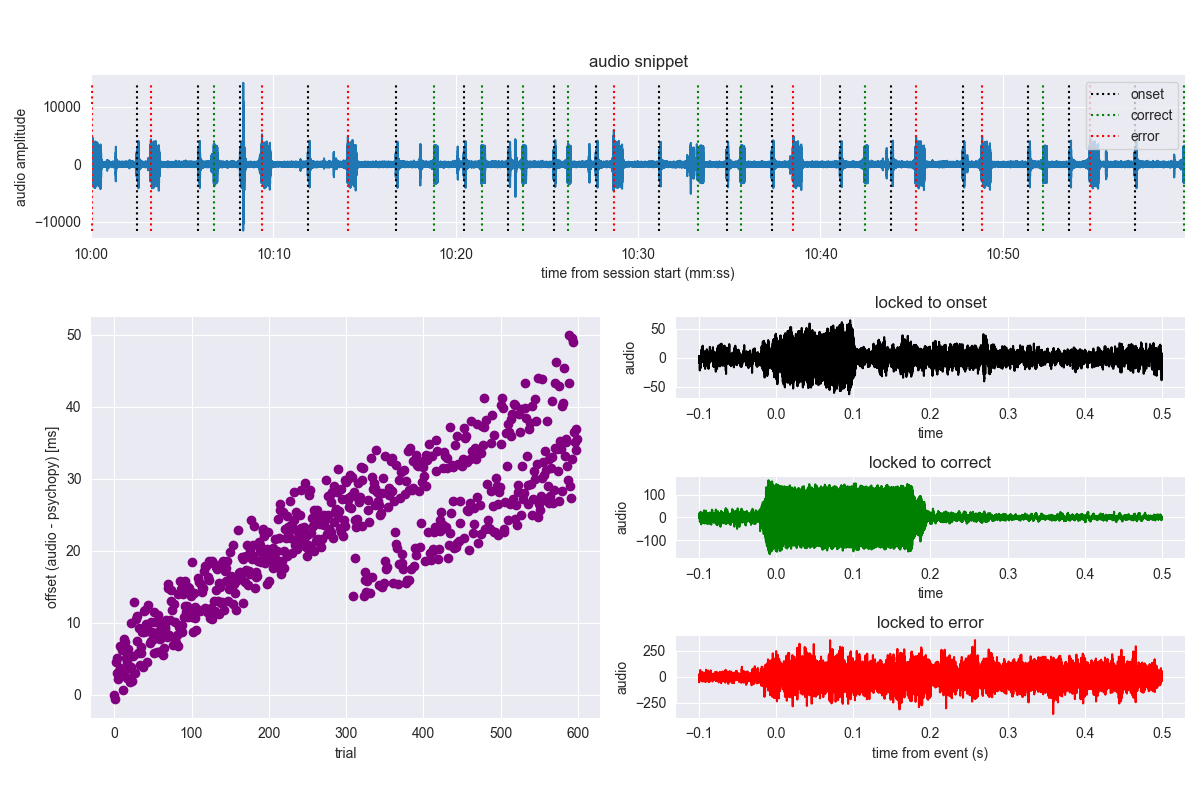 audio snippet
audio amplitude
10000
0
−10000
onset
correct
error
10:00 10:10 10:20 10:30 10:40 10:50
time from session start (mm:ss)
offset (audio - psychopy) [ms]
50
40
30
20
10
0
0 100 200 300 400 500 600
trial
locked to onset
audio
50
0
−50
−0.1 0.0 0.1 0.2 0.3 0.4 0.5
time
locked to correct
audio
100
0
−100
−0.1 0.0 0.1 0.2 0.3 0.4 0.5
time
locked to error
audio
250
0
−250
−0.1 0.0 0.1 0.2 0.3 0.4 0.5
time from event (s)